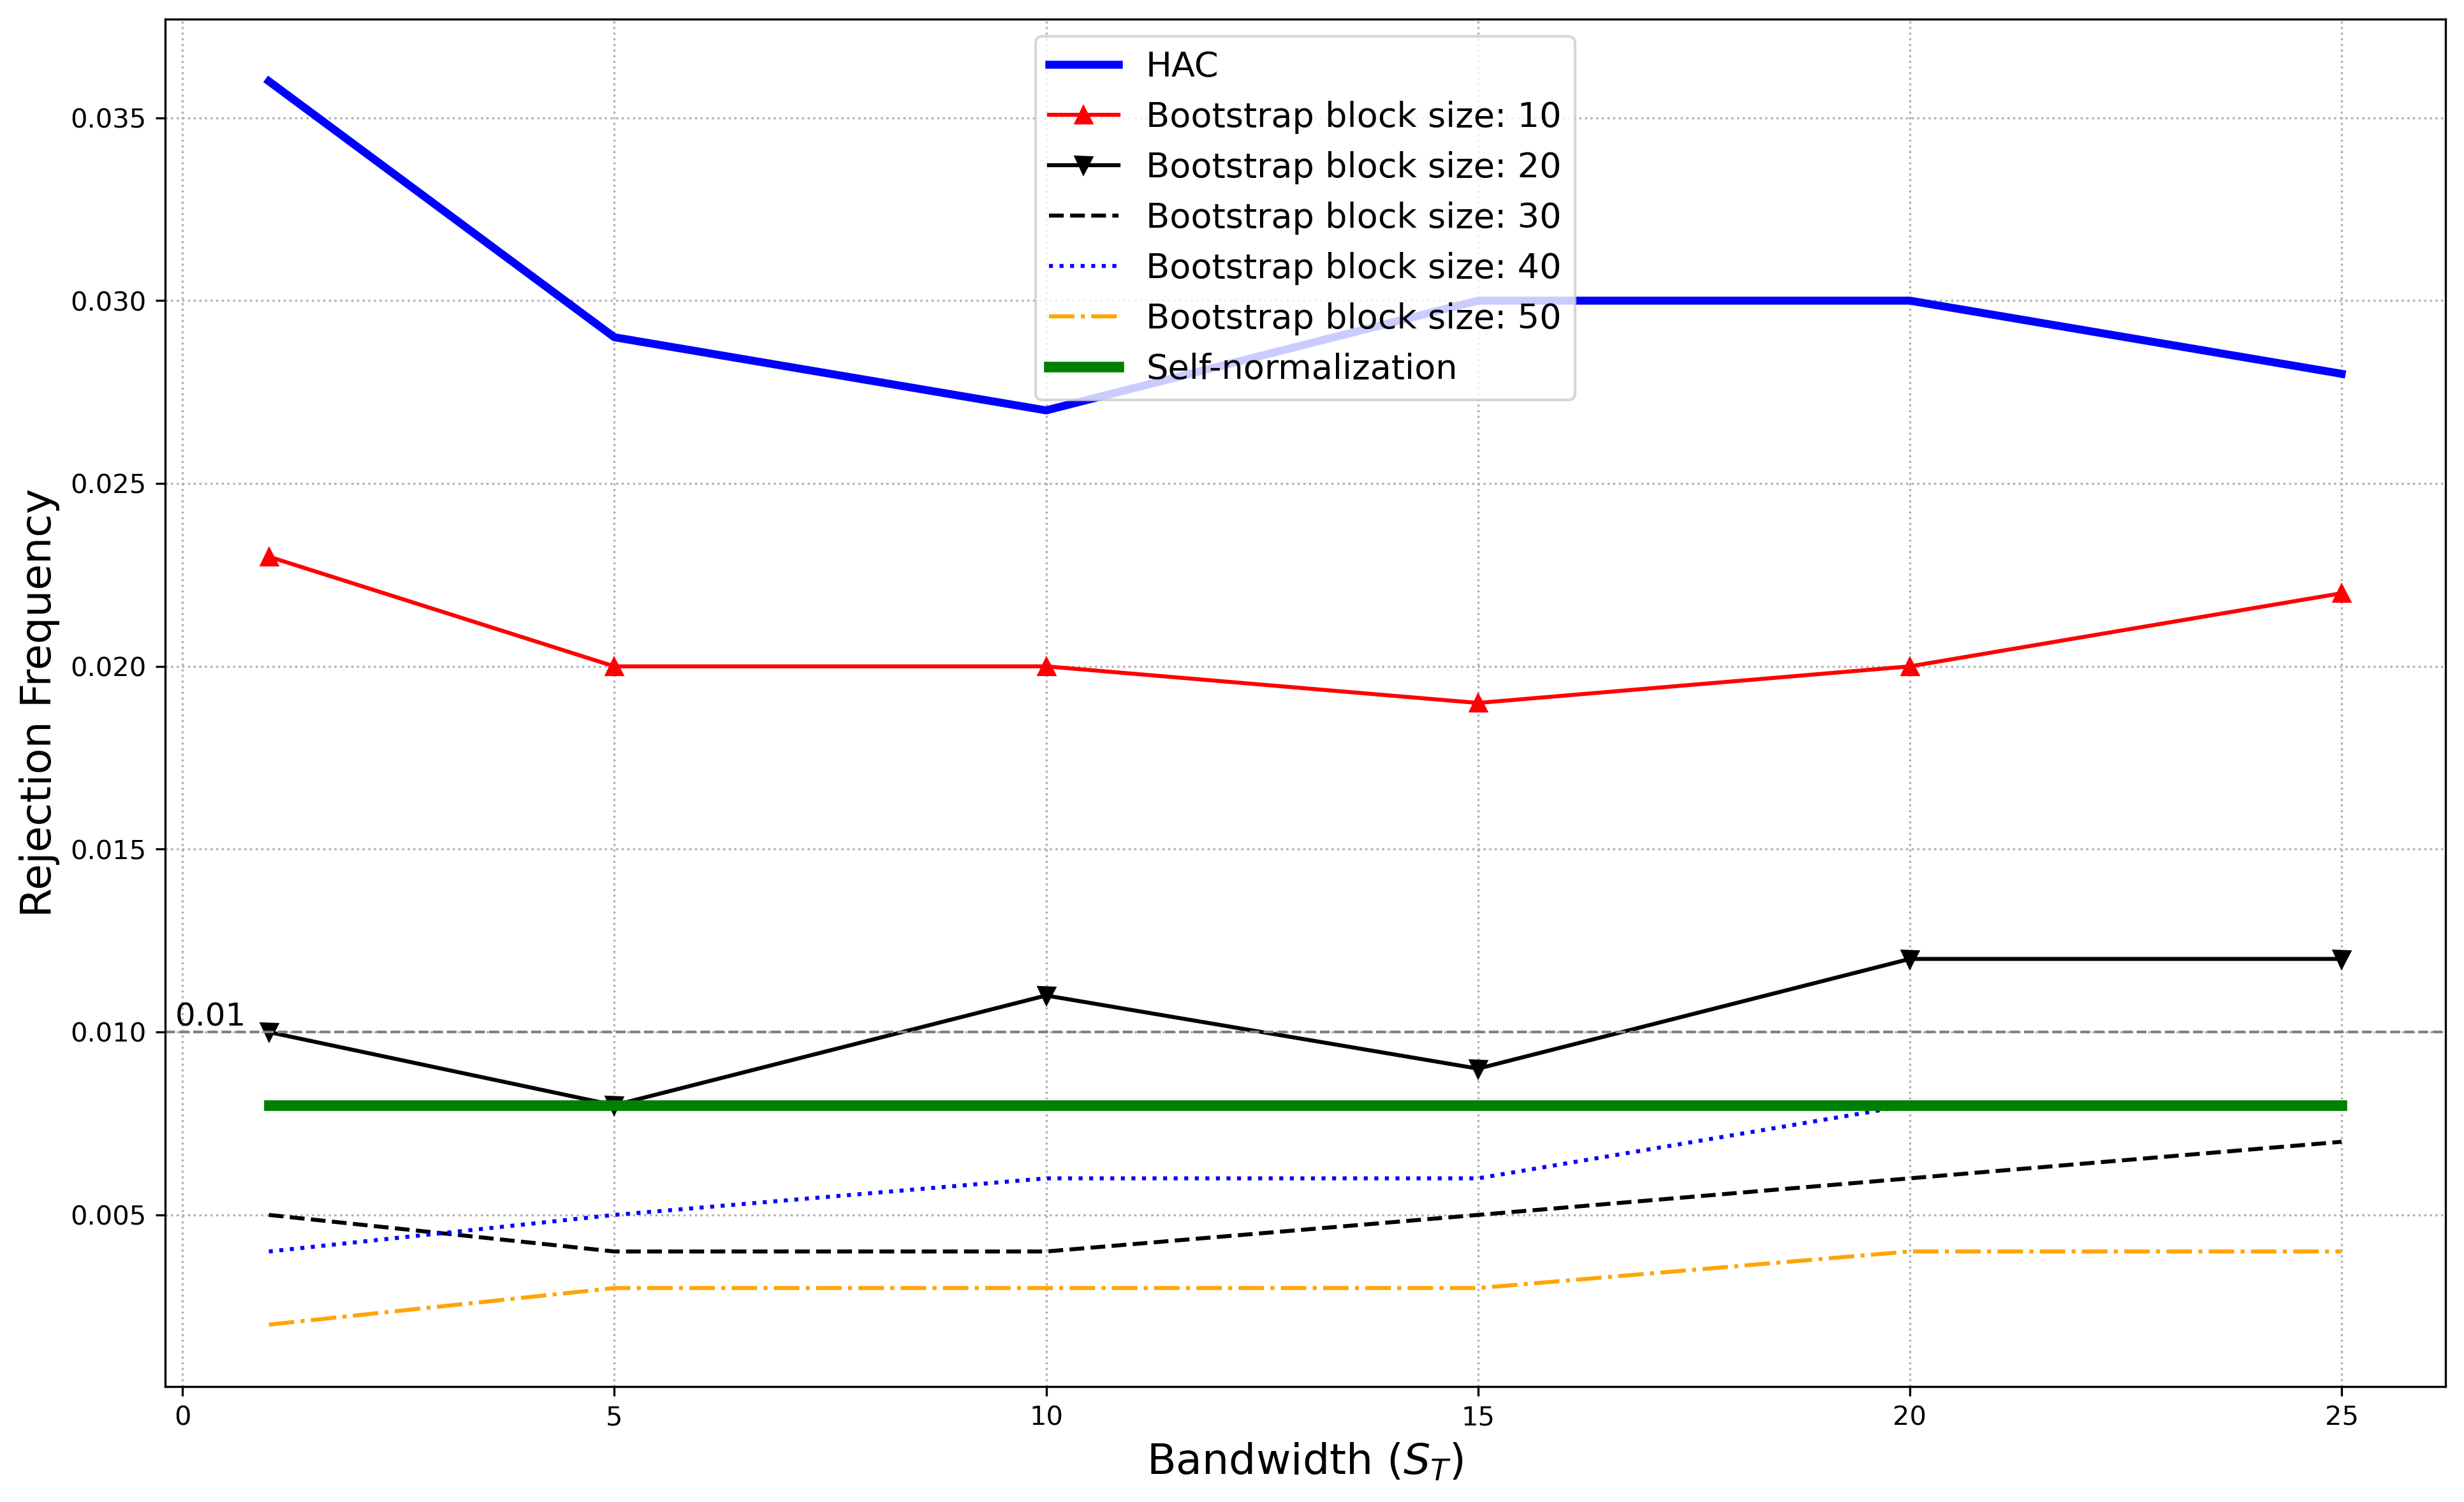 HAC
Bootstrap block size: 10
Bootstrap block size: 20
Bootstrap block size: 30
Bootstrap block size: 40
Bootstrap block size: 50
Self-normalization
Rejection Frequency
0.035
0.030
0.025
0.020
0.015
0.010
0.005
0.01
0 5 10 15 20 25
Bandwidth ($S_T$)